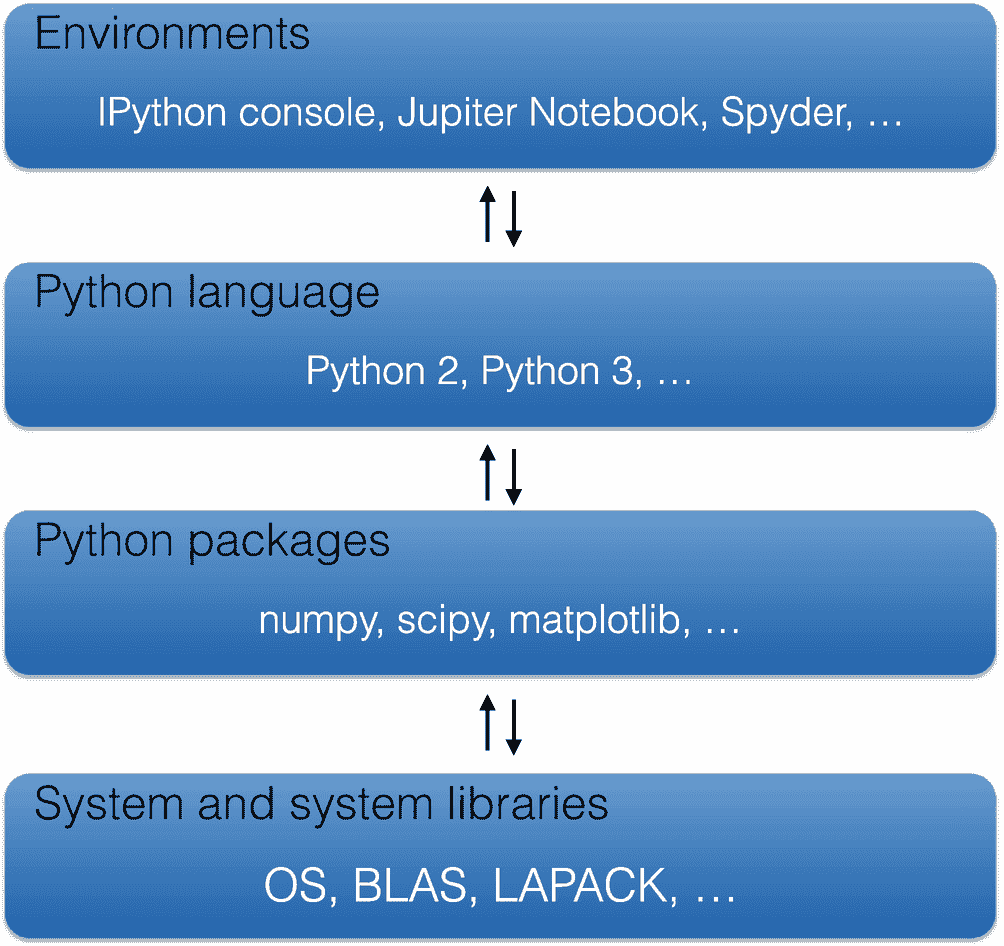 Environments
IPython console, Jupiter Notebook, Spyder, …
Python language
Python 2, Python 3, …
Python packages
numpy, scipy, matplotlib, …
System and system libraries
OS, BLAS, LAPACK, …